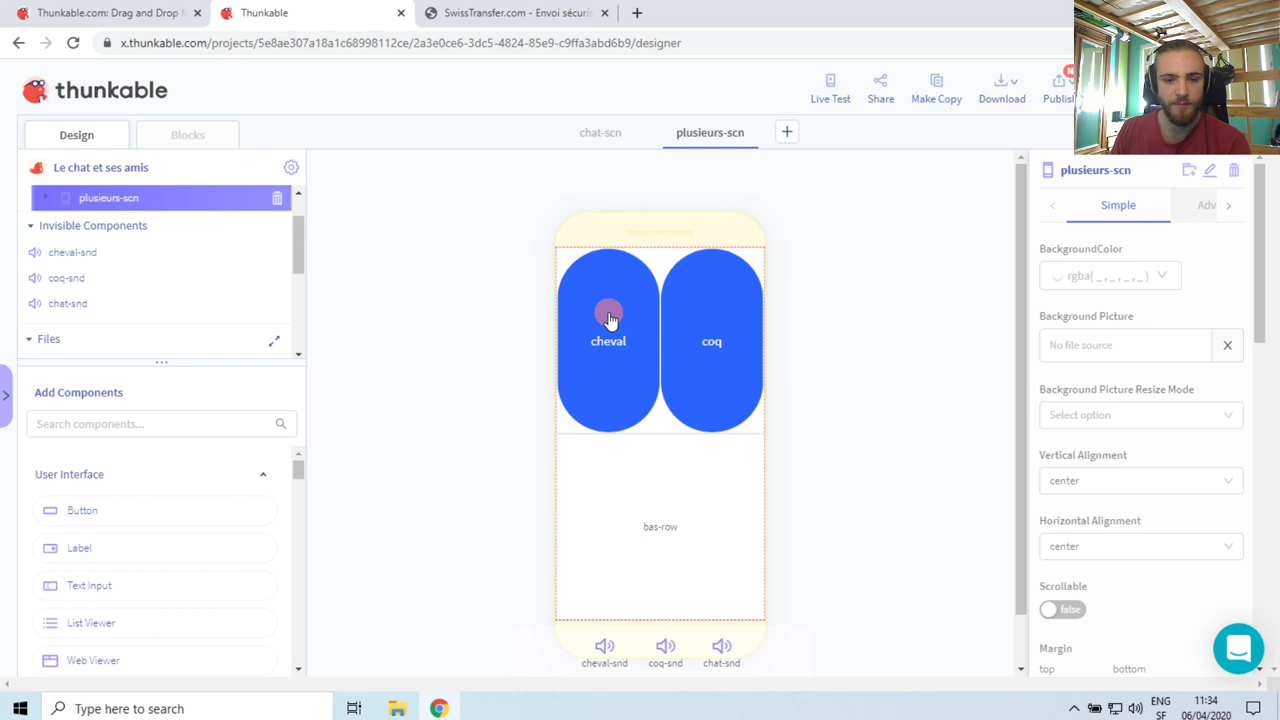 Thunkable.com: Drag and Drop M
Thunkable
SwissTransfer.com - Envoi sécuris
x.thunkable.com/projects/5e8ae307a18a1c68998112ce/2a3e0ce6-3dc5-4824-85e9-c9ffa3abd6b9/designer
thunkable
Live Test
Share
Make Copy
Download
Publish
N
Design
Blocks
chat-scn
plusieurs-scn
Le chat et ses amis
plusieurs-scn
Invisible Components
cheval-snd
coq-snd
chat-snd
Files
Add Components
Search components...
User Interface
Button
Label
Text Input
List Viewer
Web Viewer
cheval
coq
bas-row
cheval-snd
coq-snd
chat-snd
plusieurs-scn
Simple
Adv
BackgroundColor
rgba(_,_,_,_)
Background Picture
No file source
Background Picture Resize Mode
Select option
Vertical Alignment
center
Horizontal Alignment
center
Scrollable
false
Margin
top
bottom
Type here to search
ENG
SF
11:34
06/04/2020